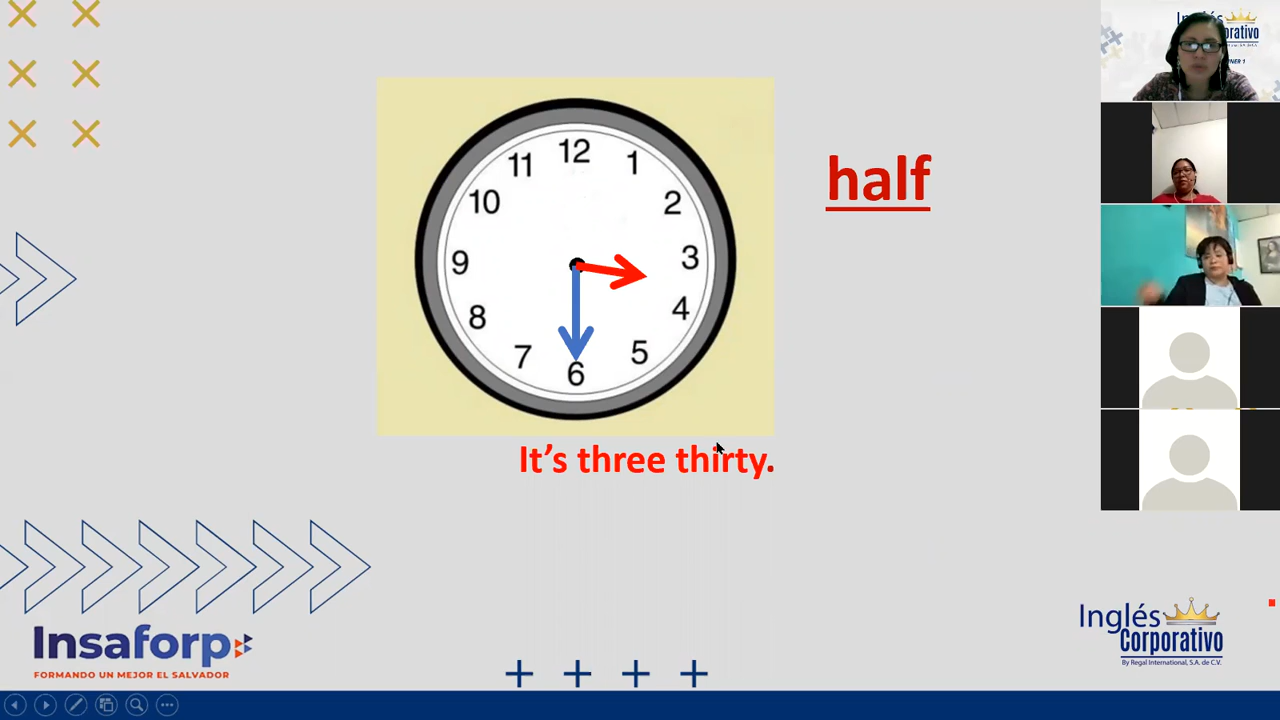 12
11
1
10
2
9
3
8
4
7
5
6
half
It's three thirty.
Insaforp
FORMANDO UN MEJOR EL SALVADOR
Inglés
Corporativo
By Regal International, S.A. de C.V.